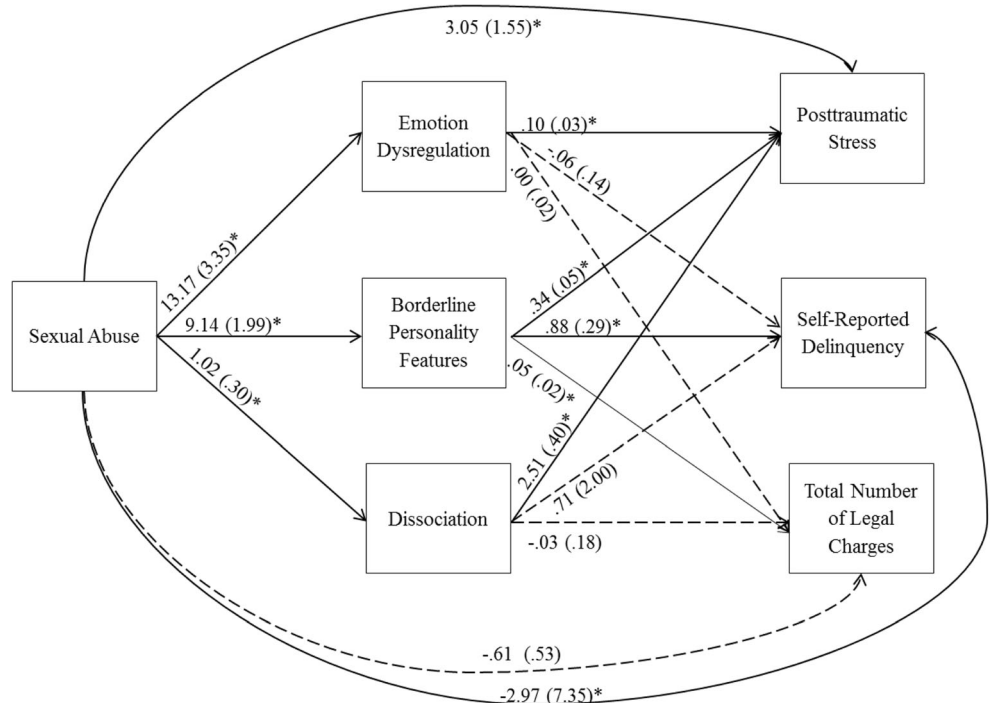 3.05 (1.55)*
Emotion
Dysregulation
Posttraumatic
Stress
.10 (.03)*
-.06 (.14)
.00 (.02)
13.17 (3.35)*
Sexual Abuse
9.14 (1.99)*
1.02 (.30)*
Borderline
Personality
Features
.34 (.05)*
.88 (.29)*
.05 (.02)*
Self-Reported
Delinquency
Dissociation
2.51 (.40)*
.71 (2.00)
-.03 (.18)
Total Number
of Legal
Charges
-.61 (.53)
-2.97 (7.35)*